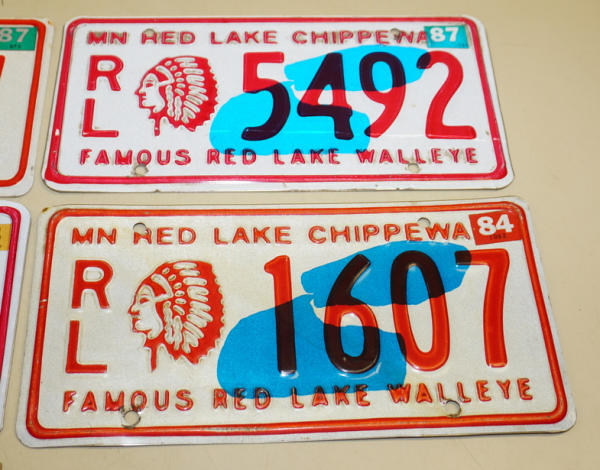 MN RED LAKE CHIPPEWA 87
RL 5492
FAMOUS RED LAKE WALLEYE
MN RED LAKE CHIPPEWA 84
RL 1607
FAMOUS RED LAKE WALLEYE
87